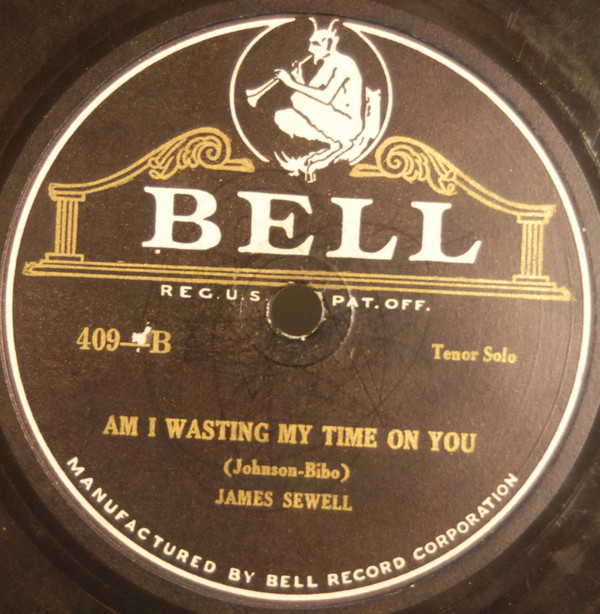 BELL
REG. U.S. PAT. OFF.
409—B
Tenor Solo
AM I WASTING MY TIME ON YOU
(Johnson-Bibo)
JAMES SEWELL
MANUFACTURED BY BELL RECORD CORPORATION